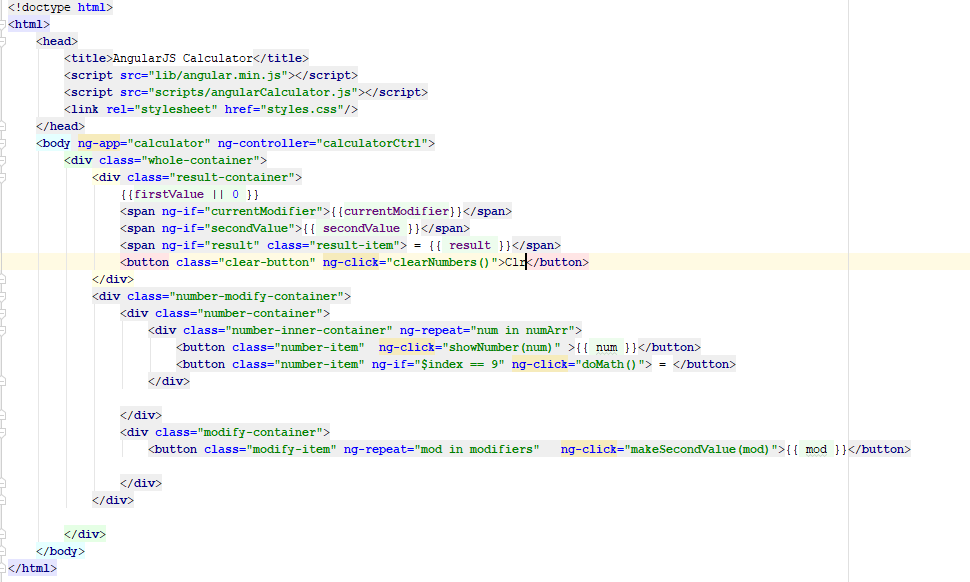 <!doctype html>
<html>
<head>
<title>AngularJS Calculator</title>
<script src="lib/angular.min.js"></script>
<script src="scripts/angularCalculator.js"></script>
<link rel="stylesheet" href="styles.css"/>
</head>
<body ng-app="calculator" ng-controller="calculatorCtrl">
<div class="whole-container">
<div class="result-container">
{{firstValue || 0 }}
<span ng-if="currentModifier">{{currentModifier}}</span>
<span ng-if="secondValue">{{ secondValue }}</span>
<span ng-if="result" class="result-item"> = {{ result }}</span>
<button class="clear-button" ng-click="clearNumbers()">Clr</button>
</div>
<div class="number-modify-container">
<div class="number-container">
<div class="number-inner-container" ng-repeat="num in numArr">
<button class="number-item"  ng-click="showNumber(num)" >{{ num }}</button>
<button class="number-item" ng-if="$index == 9" ng-click="doMath()"> = </button>
</div>
</div>
<div class="modify-container">
<button class="modify-item" ng-repeat="mod in modifiers"   ng-click="makeSecondValue(mod)">{{ mod }}</button>
</div>
</div>
</div>
</body>
</html>